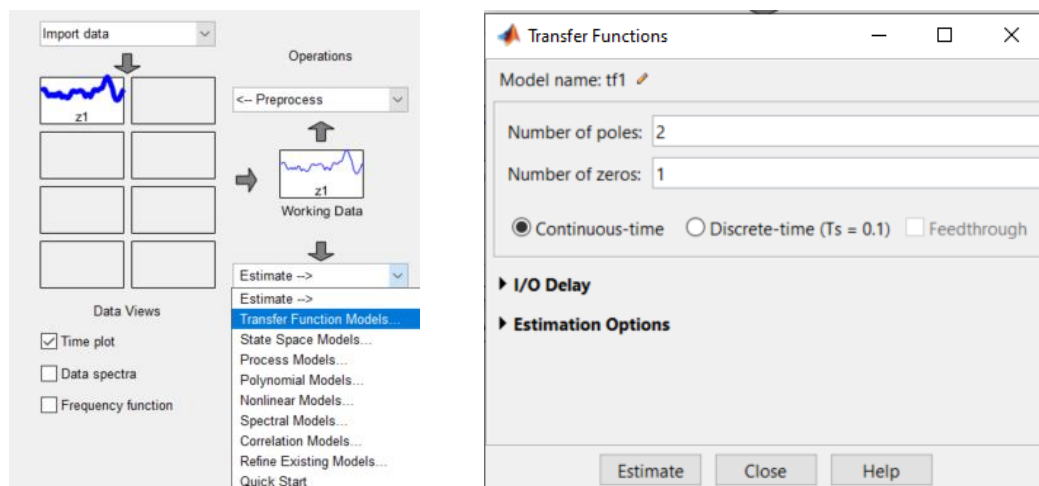 Import data
z1
Operations
<-- Preprocess
z1
Working Data
Estimate -->
Estimate -->
Transfer Function Models...
State Space Models...
Process Models...
Polynomial Models...
Nonlinear Models...
Spectral Models...
Correlation Models...
Refine Existing Models...
Quick Start
Data Views
Time plot
Data spectra
Frequency function
Transfer Functions
Model name: tf1
Number of poles: 2
Number of zeros: 1
Continuous-time Discrete-time (Ts = 0.1) Feedthrough
I/O Delay
Estimation Options
Estimate Close Help